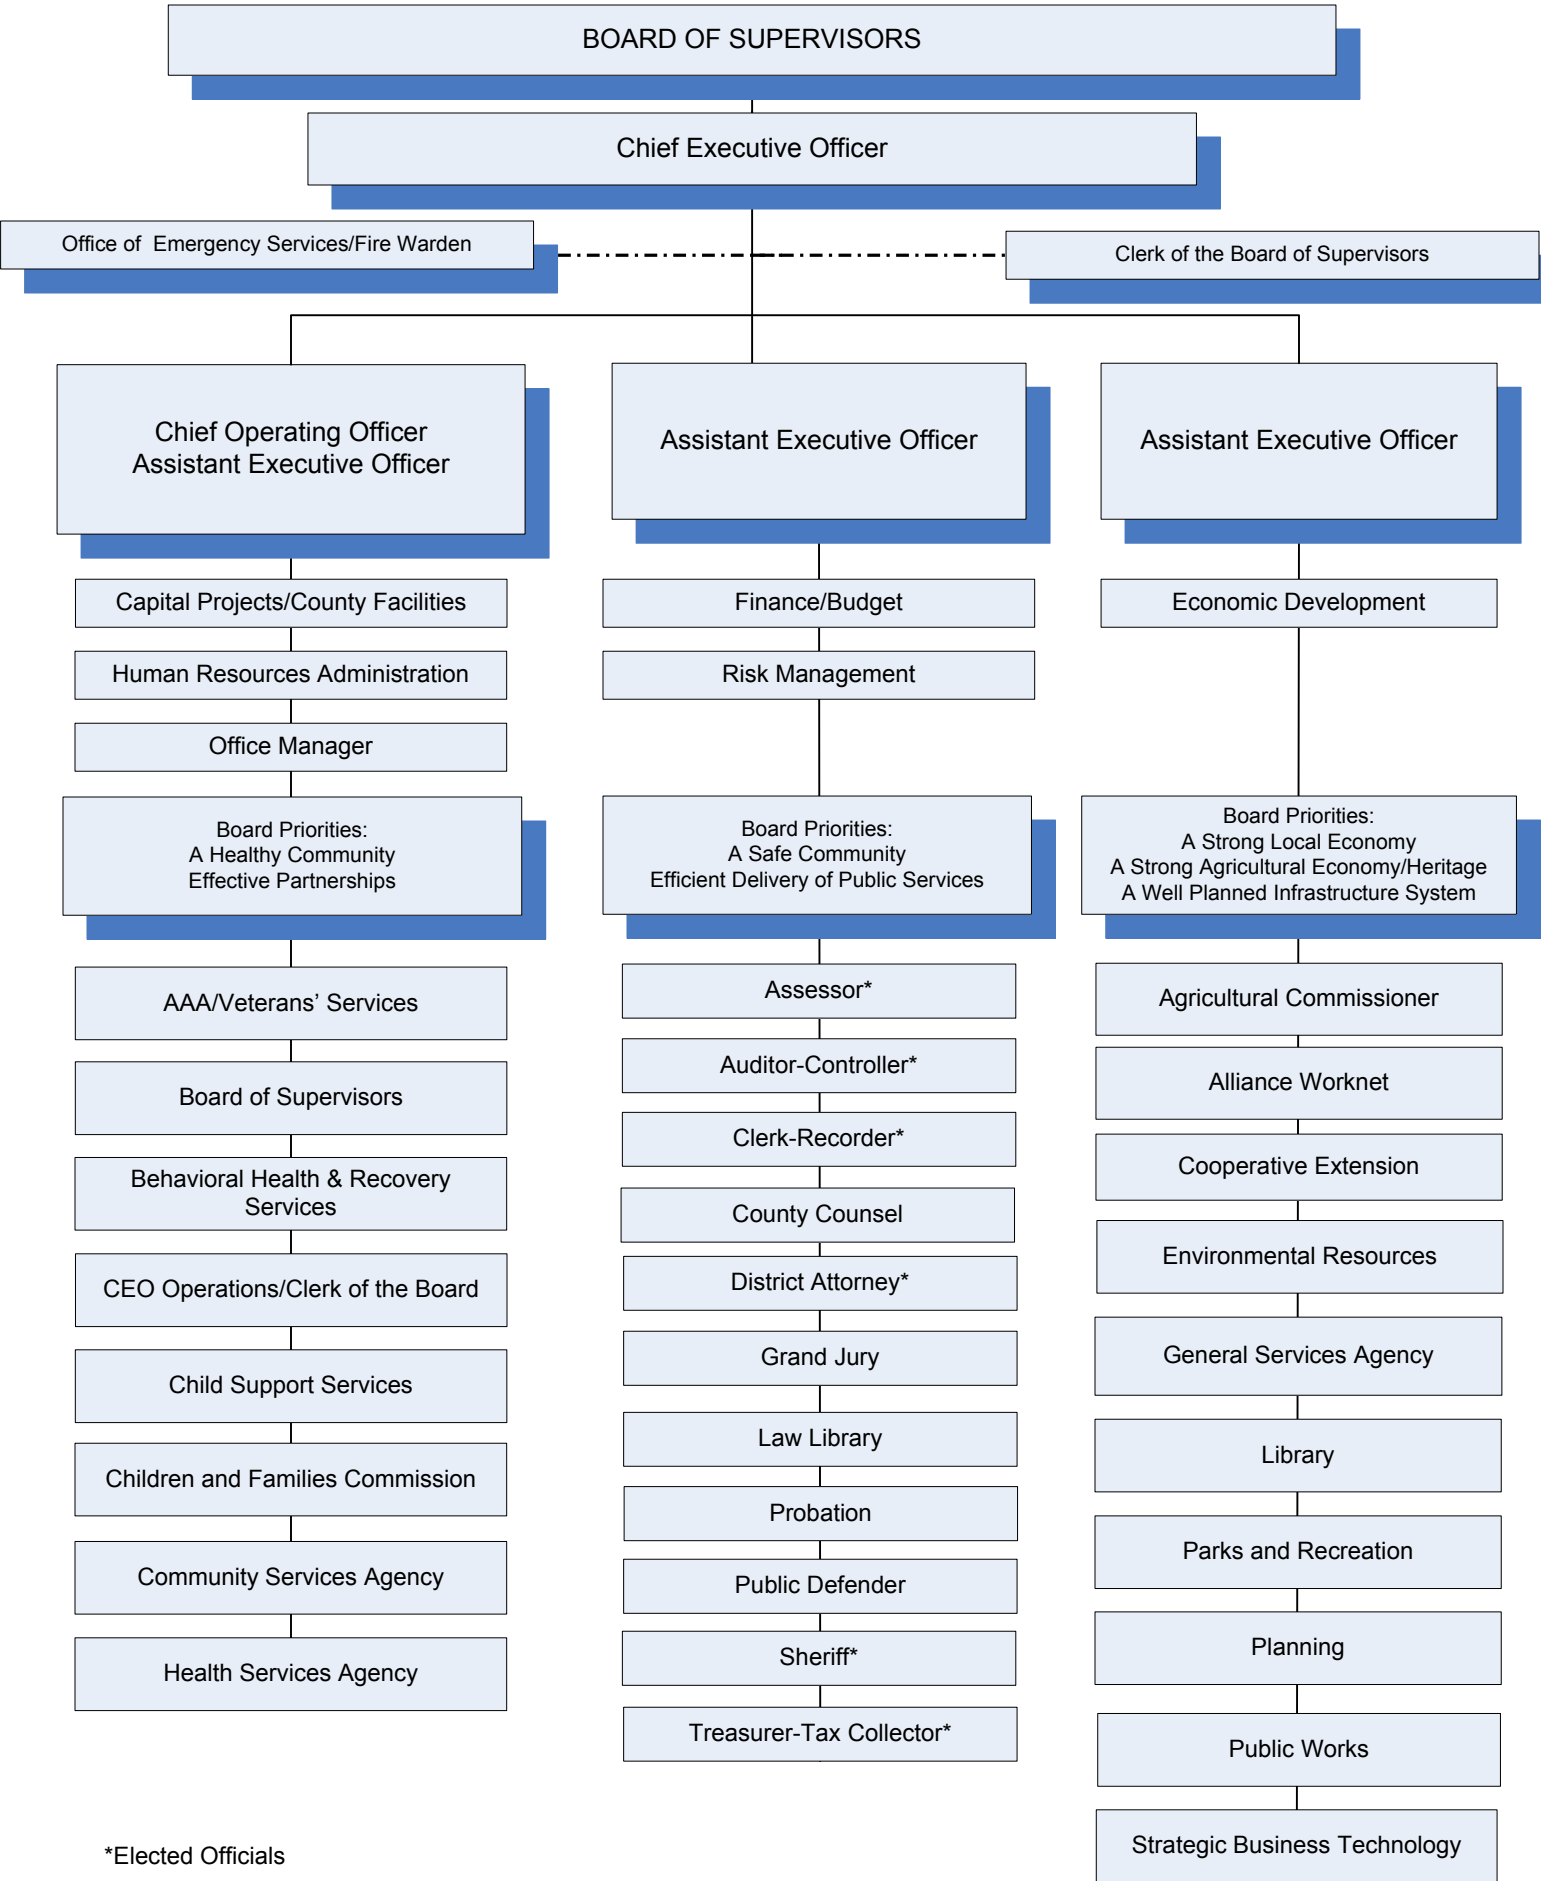 BOARD OF SUPERVISORS
Chief Executive Officer
Office of Emergency Services/Fire Warden
Clerk of the Board of Supervisors
Chief Operating Officer
Assistant Executive Officer
Capital Projects/County Facilities
Human Resources Administration
Office Manager
Board Priorities:
A Healthy Community
Effective Partnerships
AAA/Veterans’ Services
Board of Supervisors
Behavioral Health & Recovery
Services
CEO Operations/Clerk of the Board
Child Support Services
Children and Families Commission
Community Services Agency
Health Services Agency
Assistant Executive Officer
Finance/Budget
Risk Management
Board Priorities:
A Safe Community
Efficient Delivery of Public Services
Assessor*
Auditor-Controller*
Clerk-Recorder*
County Counsel
District Attorney*
Grand Jury
Law Library
Probation
Public Defender
Sheriff*
Treasurer-Tax Collector*
Assistant Executive Officer
Economic Development
Board Priorities:
A Strong Local Economy
A Strong Agricultural Economy/Heritage
A Well Planned Infrastructure System
Agricultural Commissioner
Alliance Worknet
Cooperative Extension
Environmental Resources
General Services Agency
Library
Parks and Recreation
Planning
Public Works
Strategic Business Technology
*Elected Officials